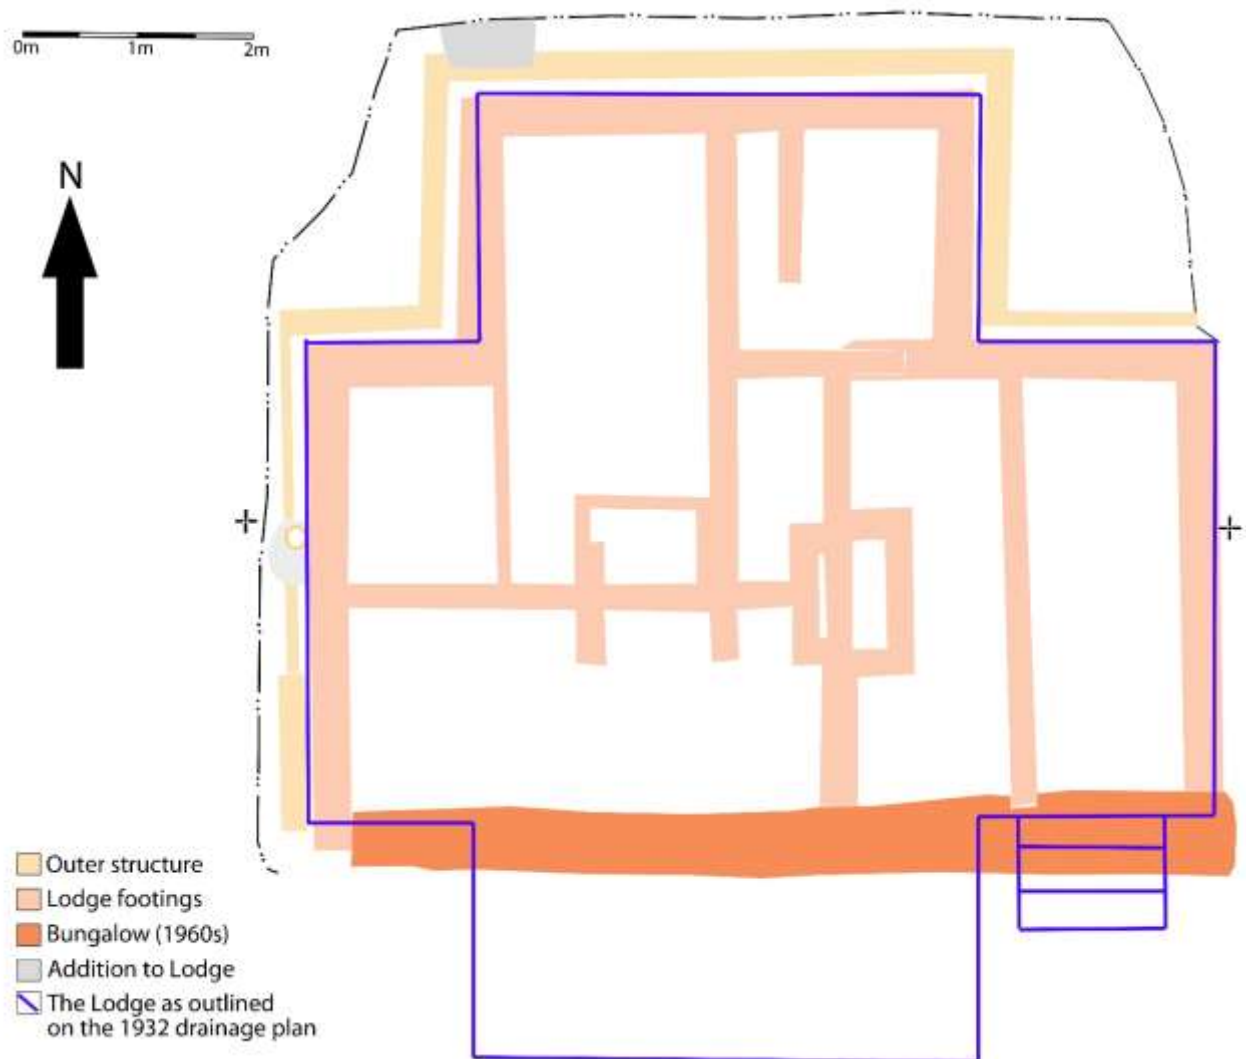 0m 1m 2m
N
Outer structure
Lodge footings
Bungalow (1960s)
Addition to Lodge
The Lodge as outlined
on the 1932 drainage plan